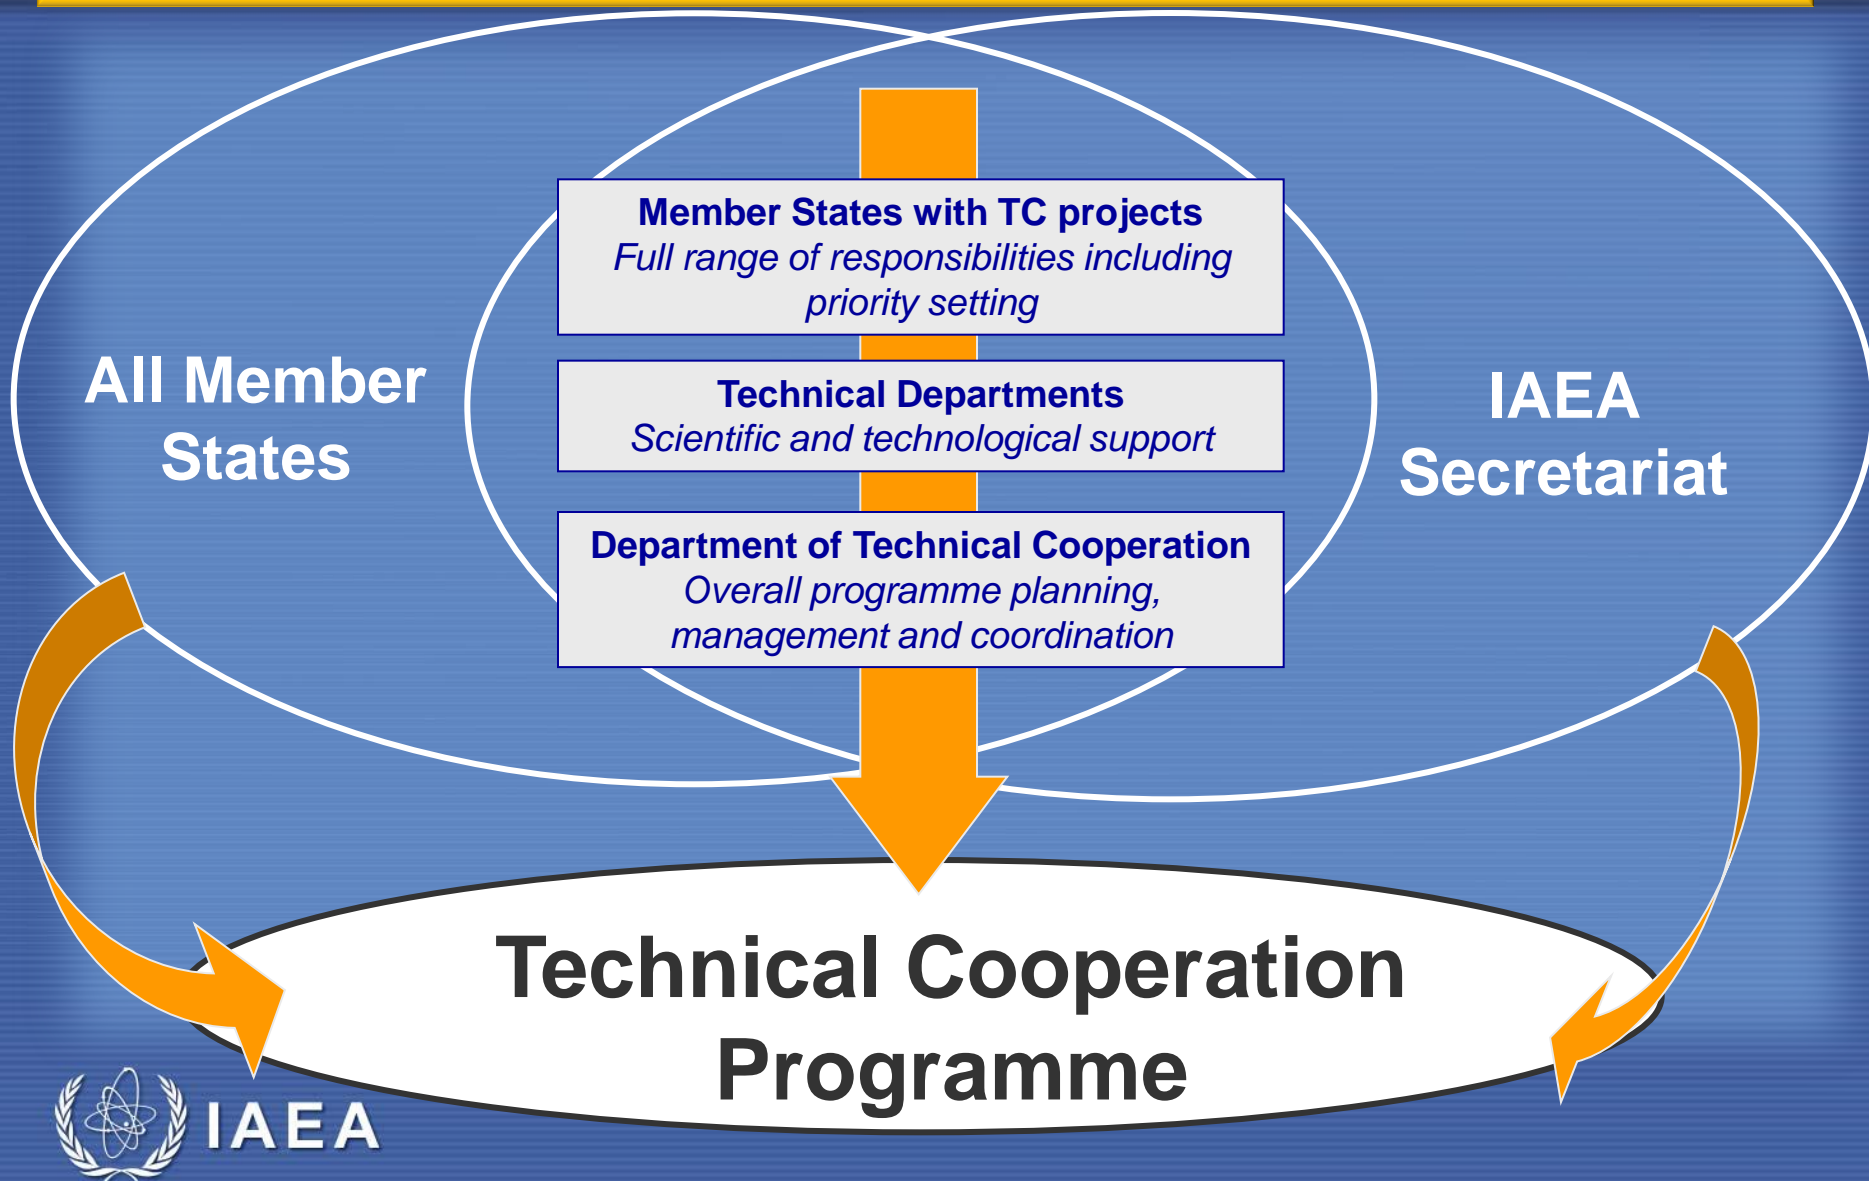 Member States with TC projects
Full range of responsibilities including
priority setting
All Member
States
Technical Departments
Scientific and technological support
IAEA
Secretariat
Department of Technical Cooperation
Overall programme planning,
management and coordination
Technical Cooperation
Programme
IAEA